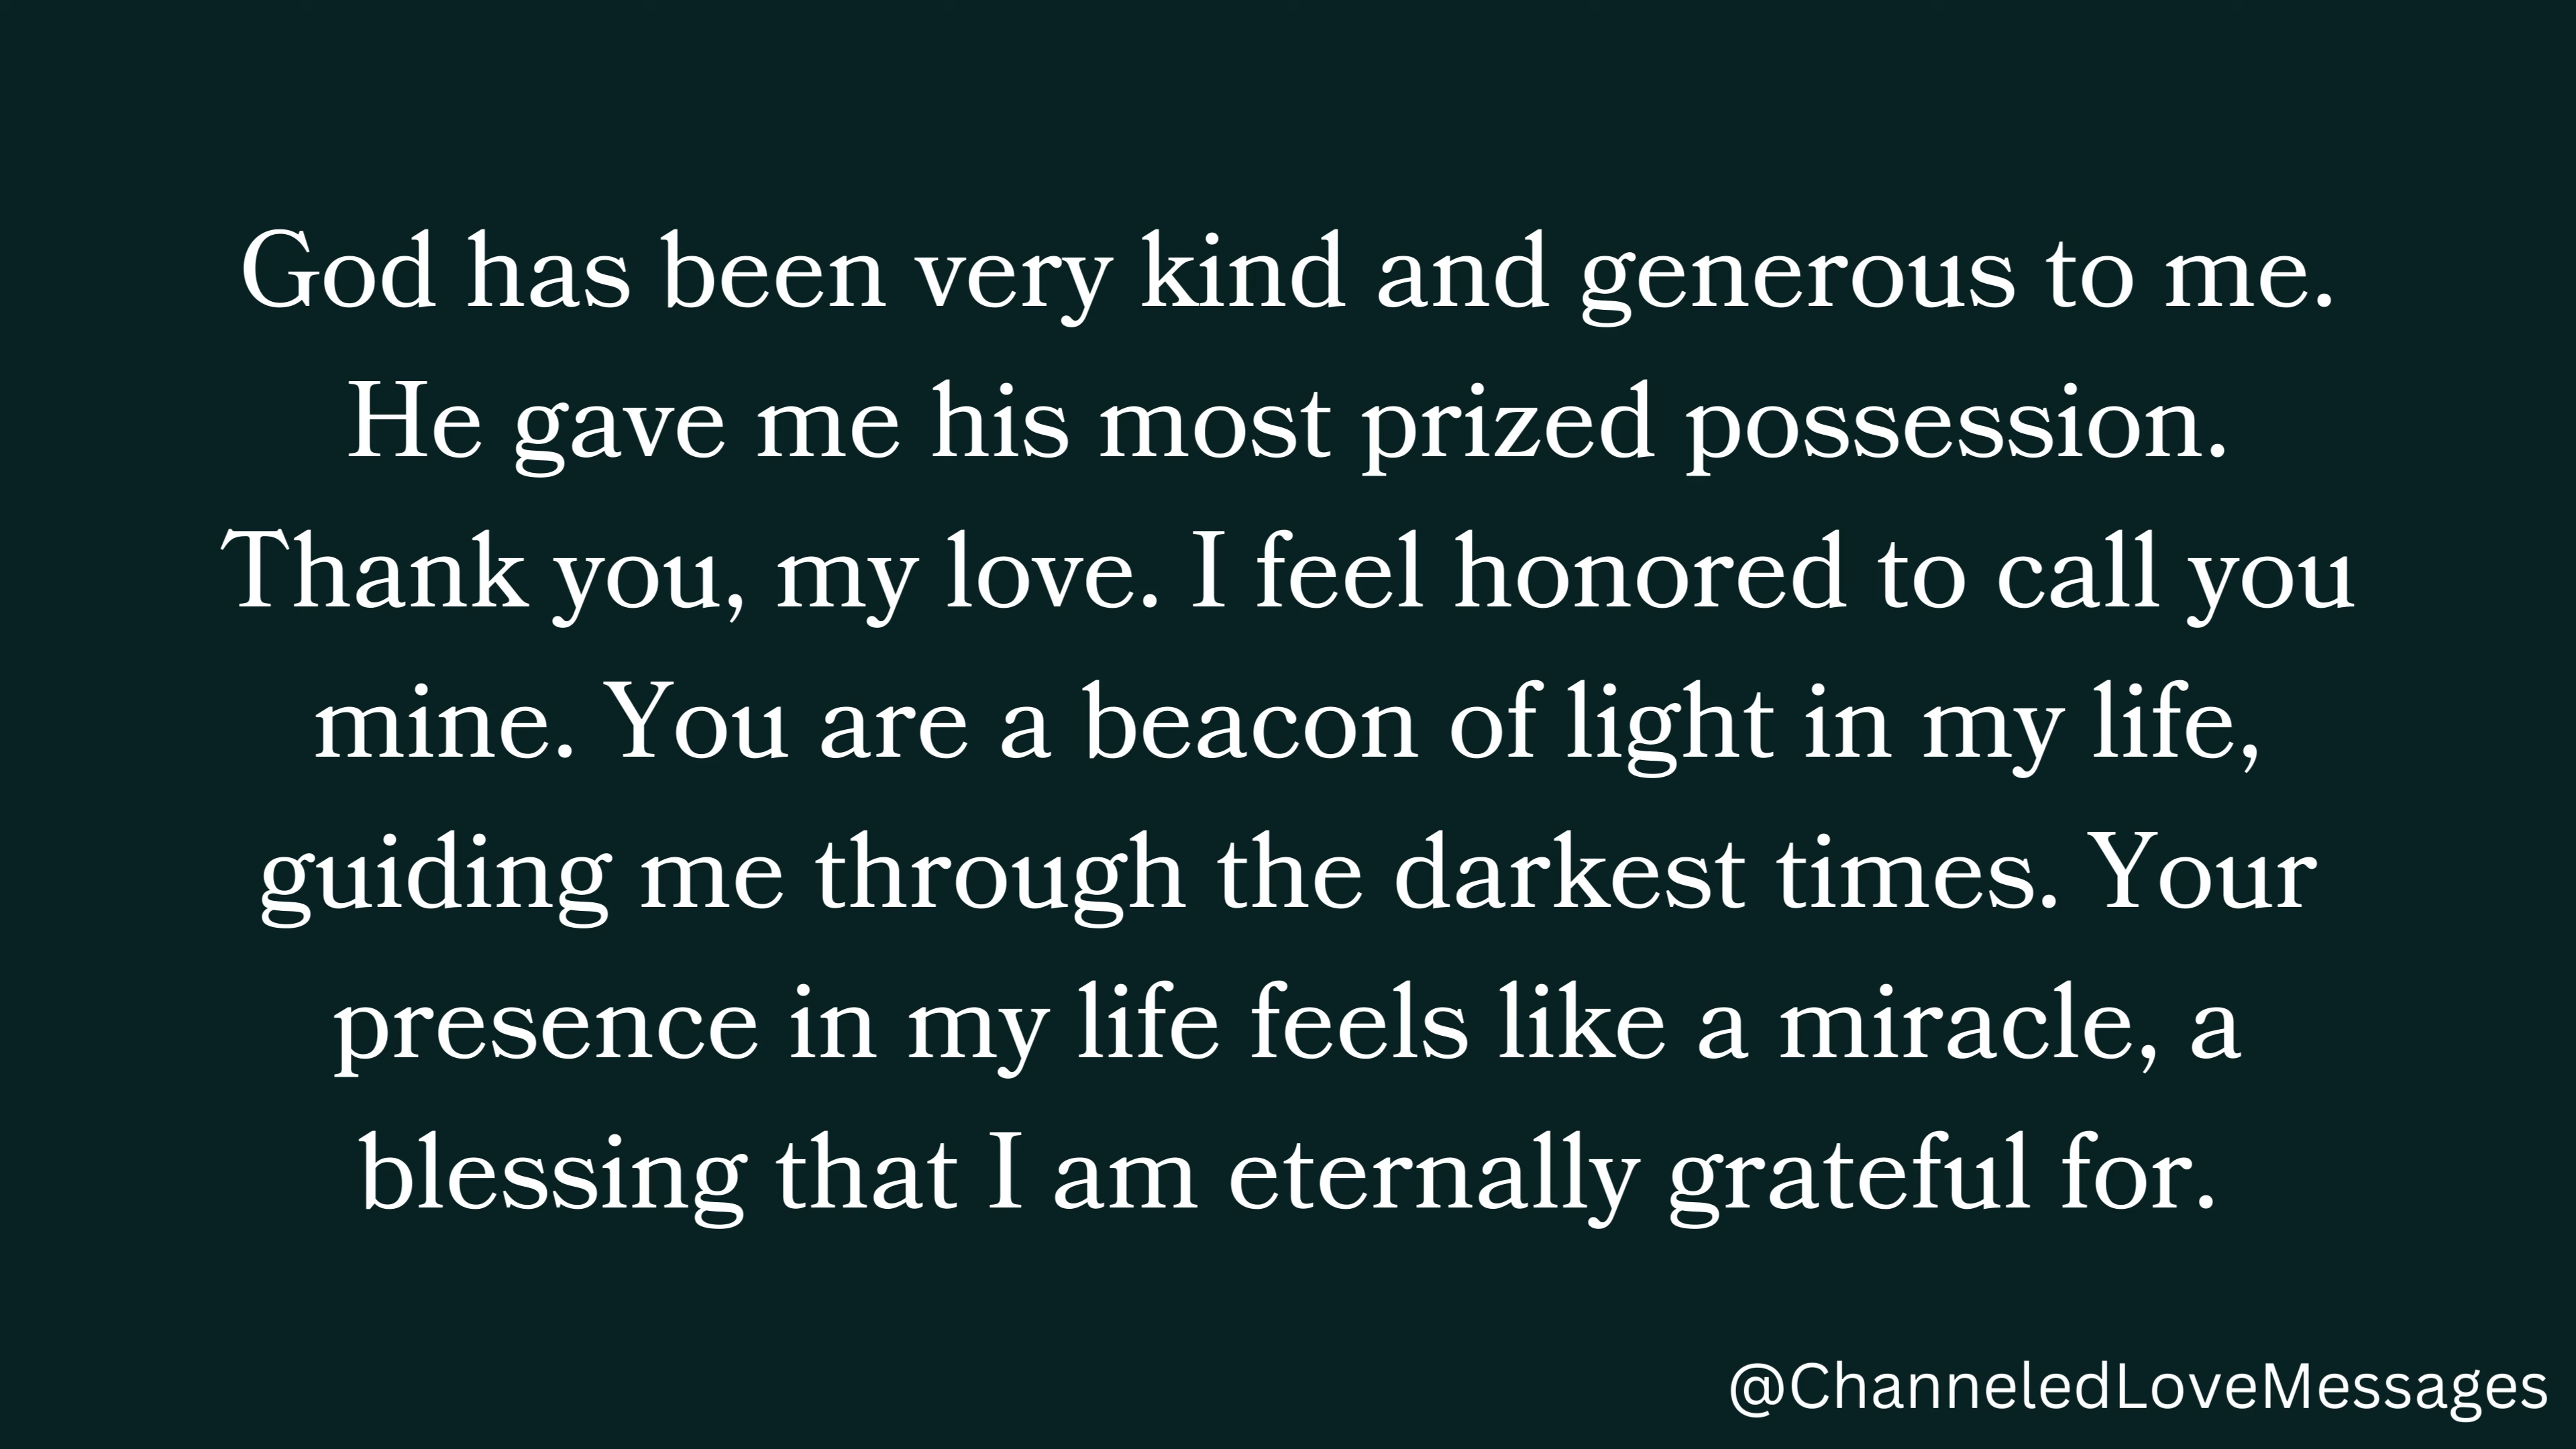 God has been very kind and generous to me.
He gave me his most prized possession.
Thank you, my love. I feel honored to call you
mine. You are a beacon of light in my life,
guiding me through the darkest times. Your
presence in my life feels like a miracle, a
blessing that I am eternally grateful for.
@ChanneledLoveMessages